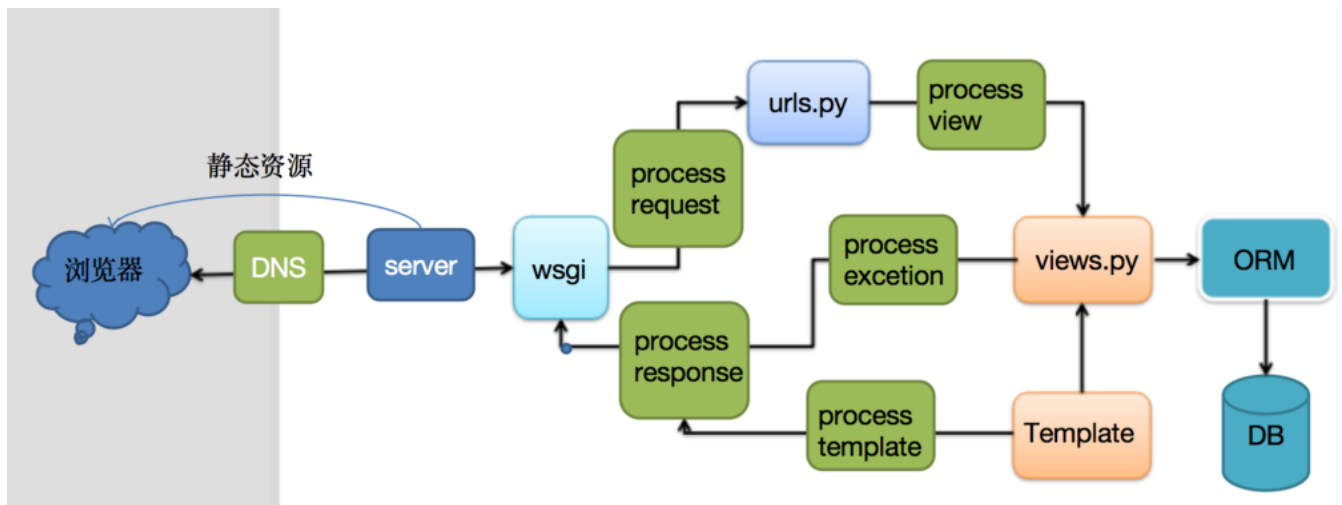 静态资源
浏览器
DNS
server
wsgi
process
request
urls.py
process
view
process
excetion
views.py
ORM
process
response
process
template
Template
DB